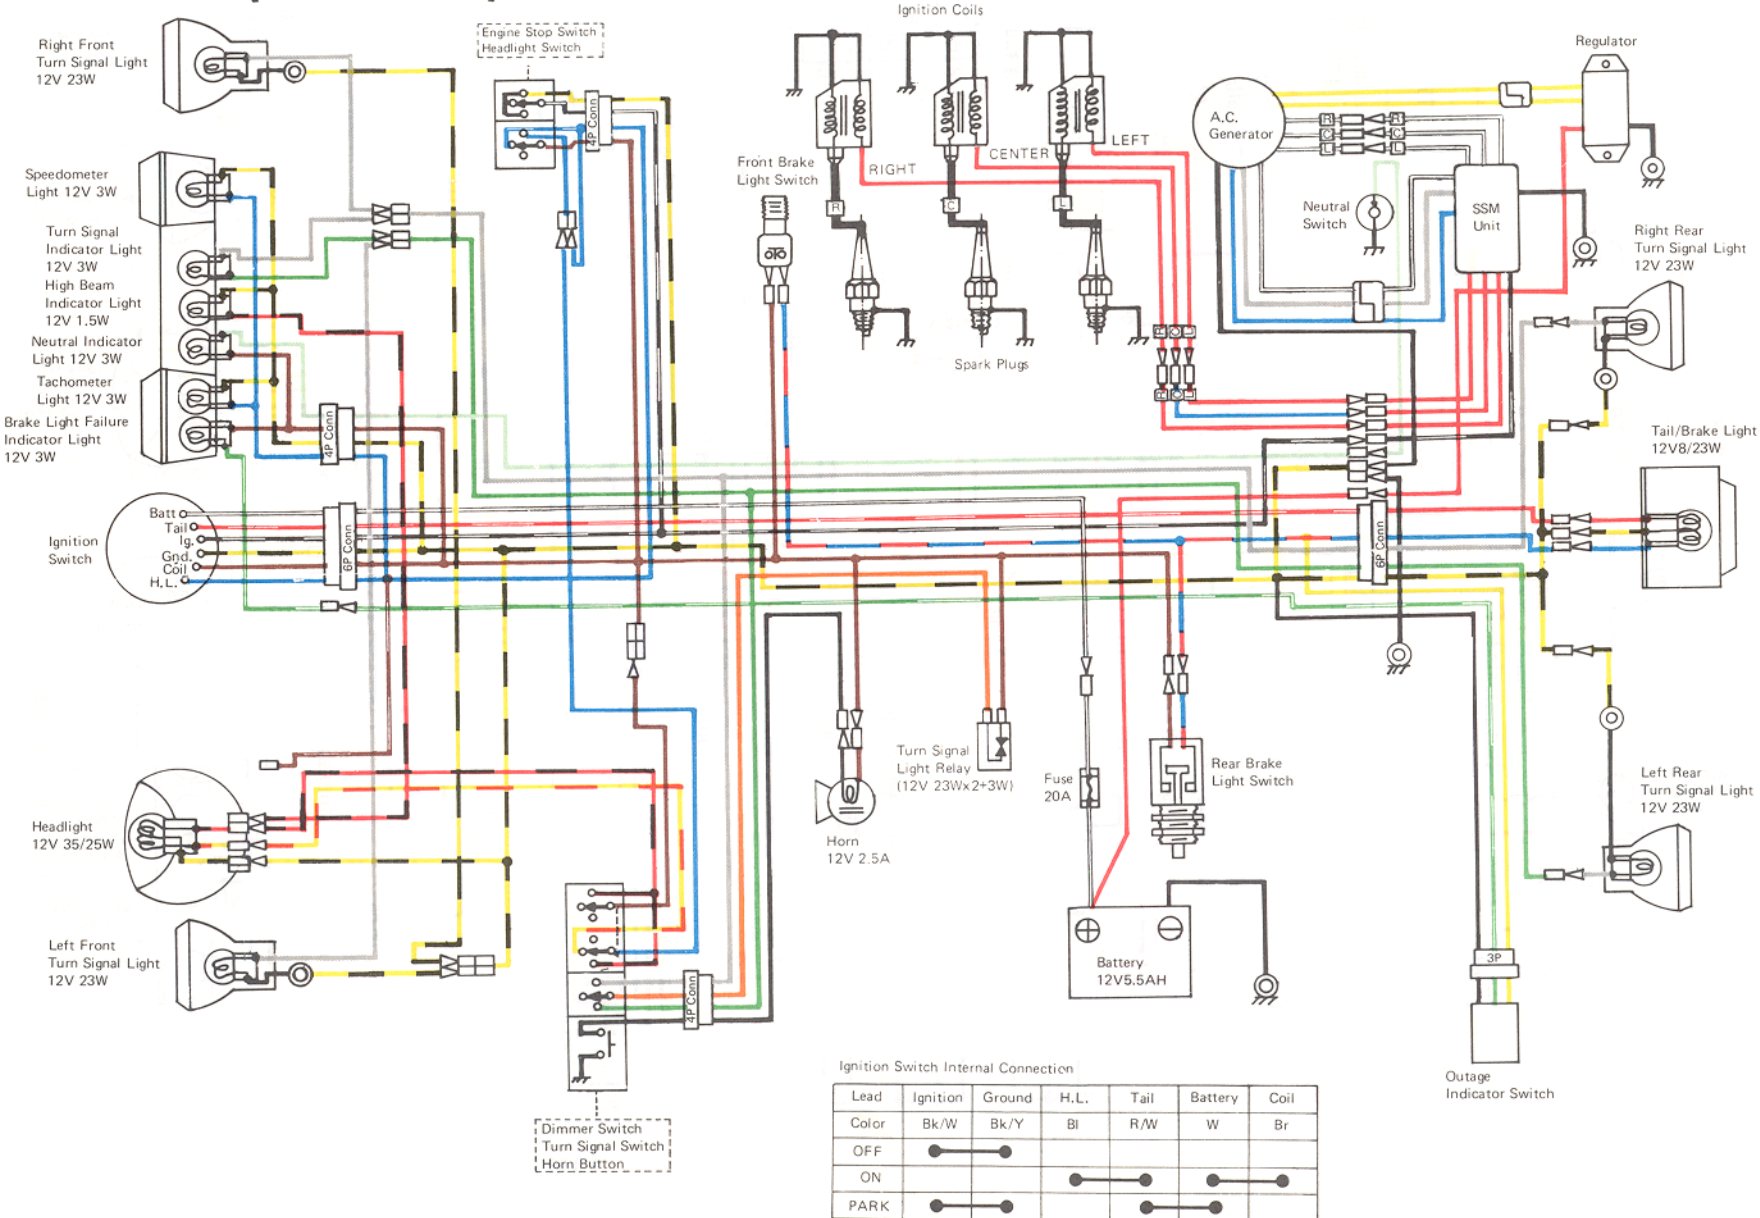 Ignition Coils
Engine Stop Switch
Headlight Switch
Right Front
Turn Signal Light
12V 23W
Regulator
4P Conn
A.C.
Generator
R
C
L
R
C
L
Front Brake
Light Switch
RIGHT
CENTER
LEFT
Speedometer
Light 12V 3W
Neutral
Switch
SSM
Unit
R
C
L
Turn Signal
Indicator Light
12V 3W
High Beam
Indicator Light
12V 1.5W
Right Rear
Turn Signal Light
12V 23W
Neutral Indicator
Light 12V 3W
Spark Plugs
R
C
L
R
C
L
Tachometer
Light 12V 3W
Brake Light Failure
Indicator Light
12V 3W
4P Conn
Tail/Brake Light
12V8/23W
Ignition
Switch
Batt
Tail
Ig.
Gnd.
Coil
H.L.
6P Conn
6P Conn
Turn Signal
Light Relay
(12V 23Wx2+3W)
Fuse
20A
Rear Brake
Light Switch
Left Rear
Turn Signal Light
12V 23W
Headlight
12V 35/25W
Horn
12V 2.5A
Left Front
Turn Signal Light
12V 23W
Battery
12V5.5AH
4P Conn
3P
Outage
Indicator Switch
Dimmer Switch
Turn Signal Switch
Horn Button
Ignition Switch Internal Connection
Lead Ignition Ground H.L. Tail Battery Coil
Color Bk/W Bk/Y Bl R/W W Br
OFF
ON
PARK